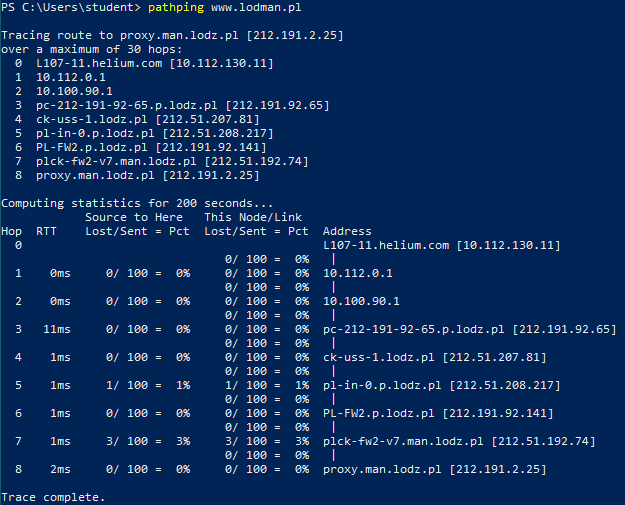 PS C:\Users\student> pathping www.lodman.pl
Tracing route to proxy.man.lodz.pl [212.191.2.25]
over a maximum of 30 hops:
  0  L107-11.helium.com [10.112.130.11]
  1  10.112.0.1
  2  10.100.90.1
  3  pc-212-191-92-65.p.lodz.pl [212.191.92.65]
  4  ck-uss-1.lodz.pl [212.51.207.81]
  5  pl-in-0.p.lodz.pl [212.51.208.217]
  6  PL-FW2.p.lodz.pl [212.191.92.141]
  7  plck-fw2-v7.man.lodz.pl [212.51.192.74]
  8  proxy.man.lodz.pl [212.191.2.25]
Computing statistics for 200 seconds...
            Source to Here   This Node/Link
Hop  RTT    Lost/Sent = Pct  Lost/Sent = Pct  Address
  0                                           L107-11.helium.com [10.112.130.11]
                                0/ 100 =  0%   |
  1    0ms     0/ 100 =  0%     0/ 100 =  0%  10.112.0.1
                                0/ 100 =  0%   |
  2    0ms     0/ 100 =  0%     0/ 100 =  0%  10.100.90.1
                                0/ 100 =  0%   |
  3   11ms     0/ 100 =  0%     0/ 100 =  0%  pc-212-191-92-65.p.lodz.pl [212.191.92.65]
                                0/ 100 =  0%   |
  4    1ms     0/ 100 =  0%     0/ 100 =  0%  ck-uss-1.lodz.pl [212.51.207.81]
                                0/ 100 =  0%   |
  5    1ms     1/ 100 =  1%     1/ 100 =  1%  pl-in-0.p.lodz.pl [212.51.208.217]
                                0/ 100 =  0%   |
  6    1ms     0/ 100 =  0%     0/ 100 =  0%  PL-FW2.p.lodz.pl [212.191.92.141]
                                0/ 100 =  0%   |
  7    1ms     3/ 100 =  3%     3/ 100 =  3%  plck-fw2-v7.man.lodz.pl [212.51.192.74]
                                0/ 100 =  0%   |
  8    2ms     0/ 100 =  0%     0/ 100 =  0%  proxy.man.lodz.pl [212.191.2.25]
Trace complete.